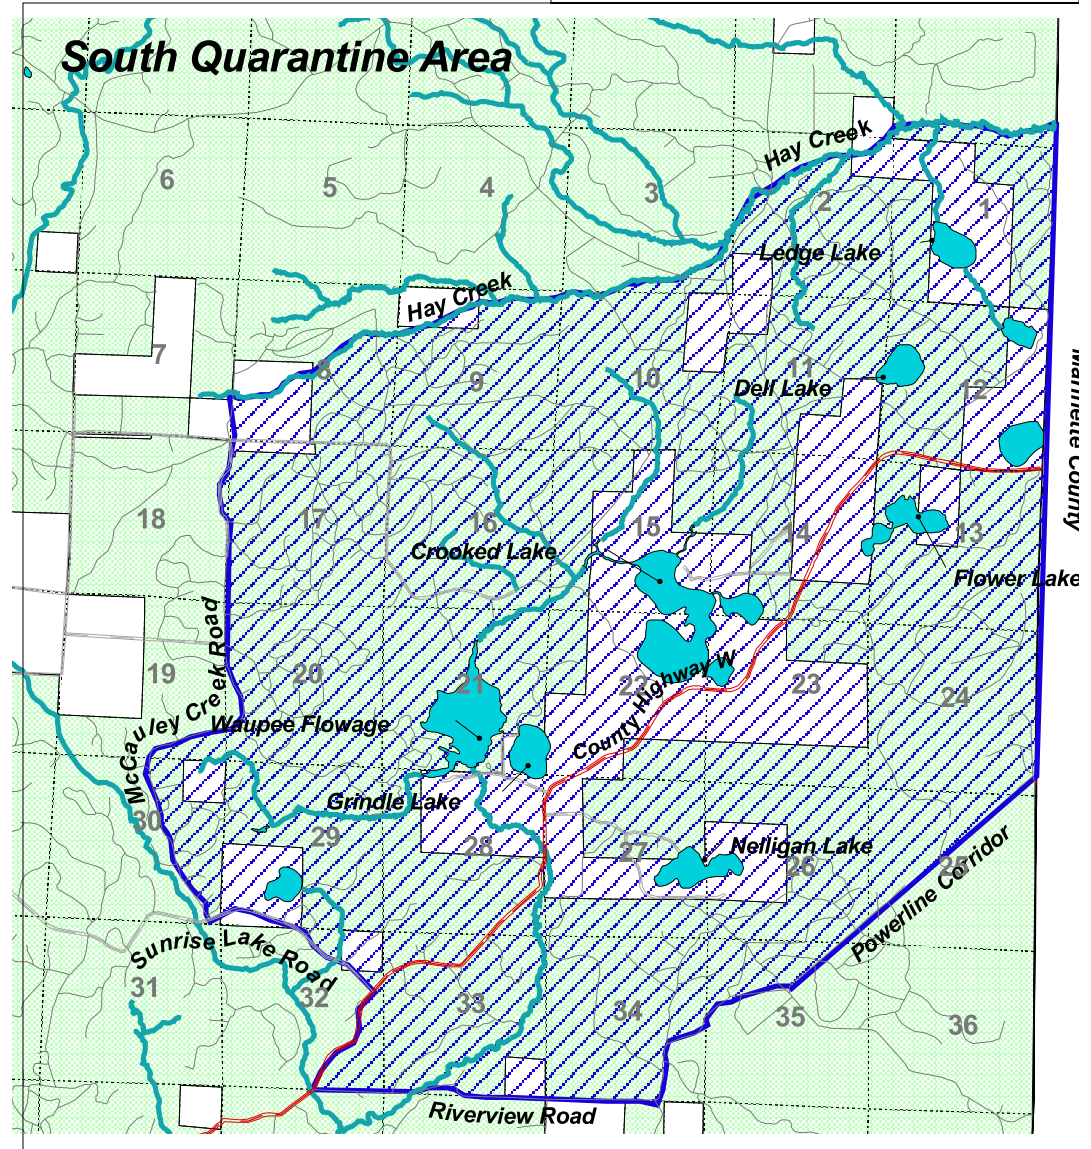 South Quarantine Area
Hay Creek
6
5
4
3
2
1
Ledge Lake
Hay Creek
7
8
9
10
11
12
Dell Lake
Marinette County
18
17
16
15
14
13
Crooked Lake
Flower Lake
McCauley Creek Road
19
20
21
22
23
24
County Highway W
Waupee Flowage
Grindle Lake
30
29
28
27
26
25
Nelligan Lake
Powerline Corridor
Sunrise Lake Road
31
32
33
34
35
36
Riverview Road